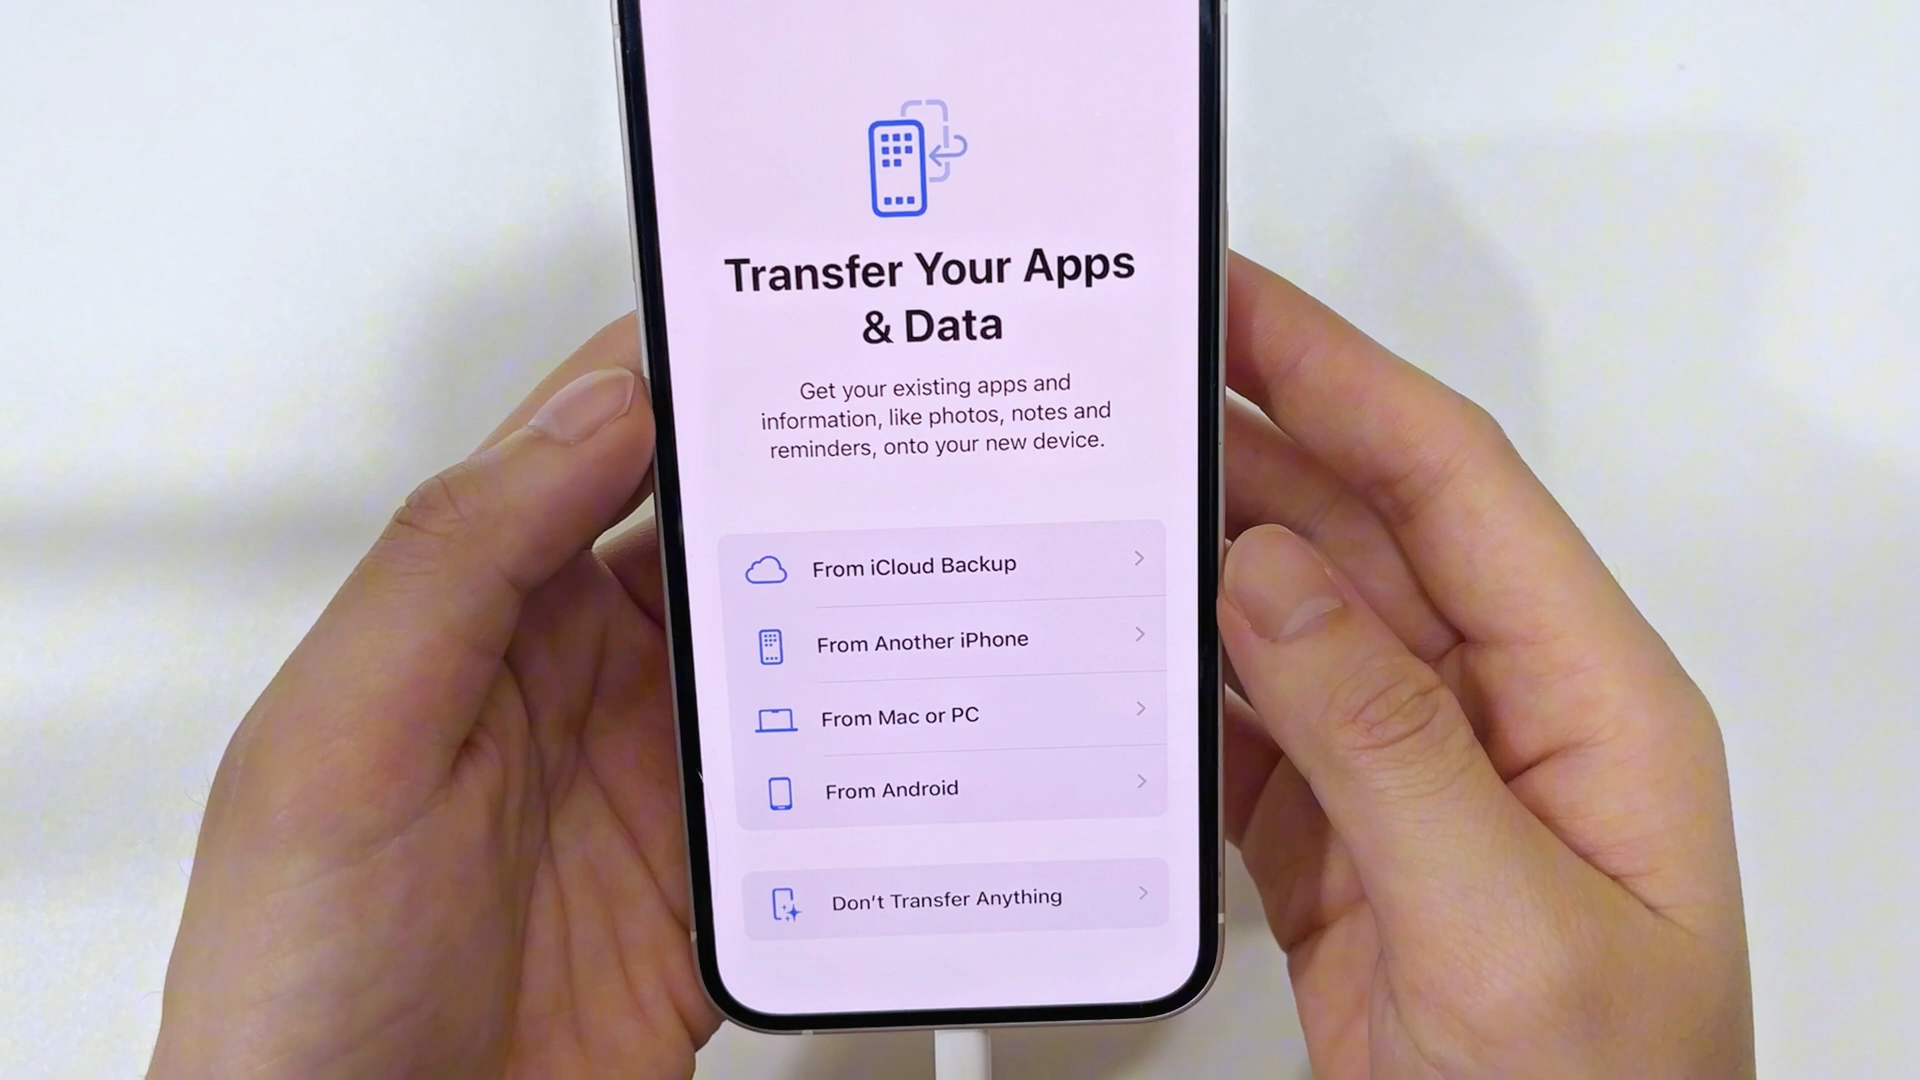 Transfer Your Apps
& Data
Get your existing apps and
information, like photos, notes and
reminders, onto your new device.
From iCloud Backup
From Another iPhone
From Mac or PC
From Android
Don't Transfer Anything